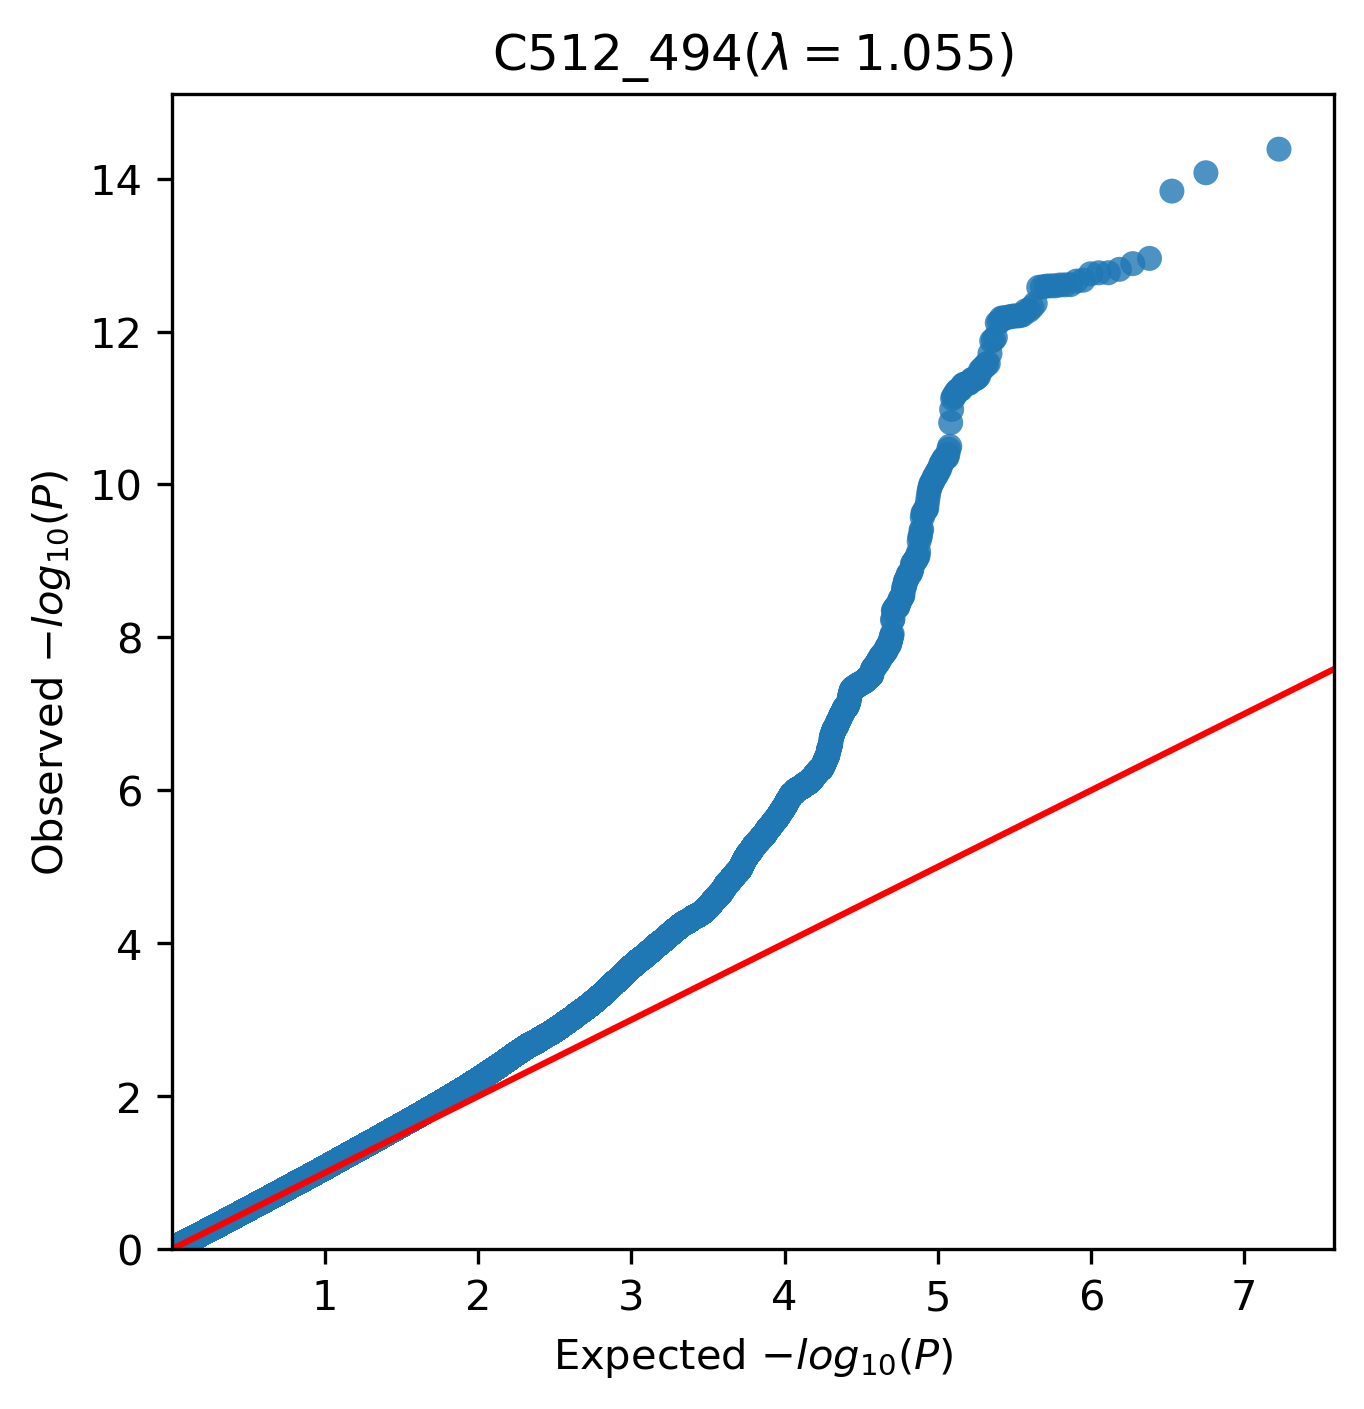 C512_494(λ = 1.055)
14
12
10
8
6
4
2
0
Observed −log₁₀(P)
1 2 3 4 5 6 7
Expected −log₁₀(P)